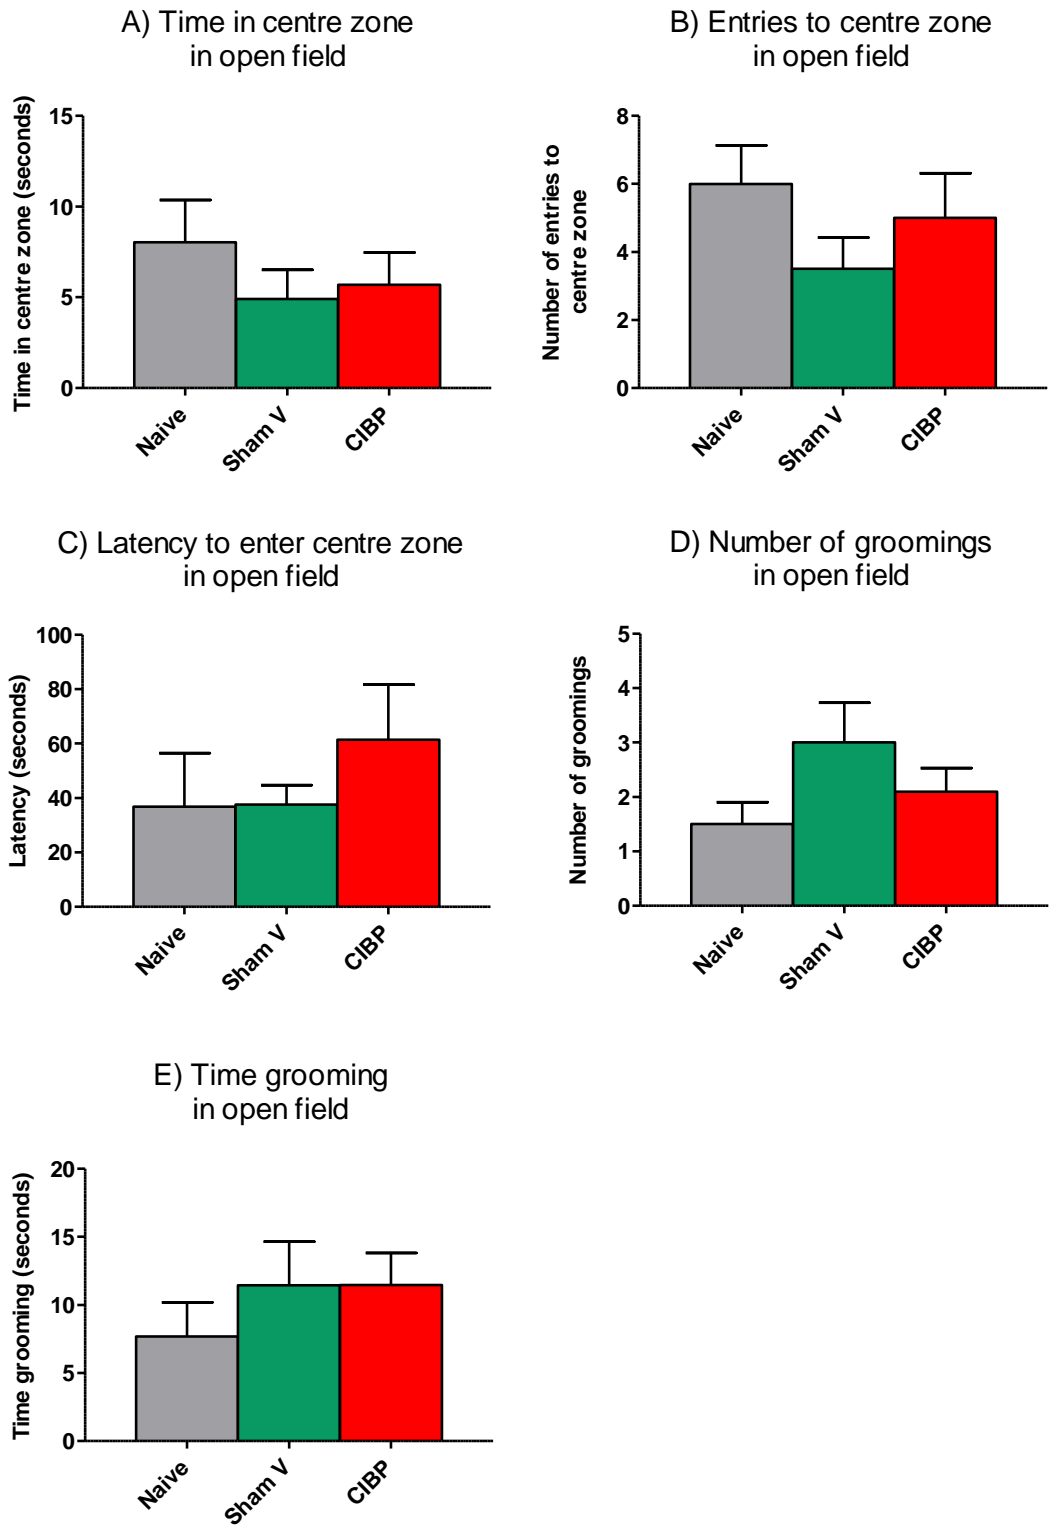 A) Time in centre zone
in open field
Time in centre zone (seconds)
15
10
5
0
Naive
Sham V
CIBP
B) Entries to centre zone
in open field
Number of entries to
centre zone
8
6
4
2
0
Naive
Sham V
CIBP
C) Latency to enter centre zone
in open field
Latency (seconds)
100
80
60
40
20
0
Naive
Sham V
CIBP
D) Number of groomings
in open field
Number of groomings
5
4
3
2
1
0
Naive
Sham V
CIBP
E) Time grooming
in open field
Time grooming (seconds)
20
15
10
5
0
Naive
Sham V
CIBP